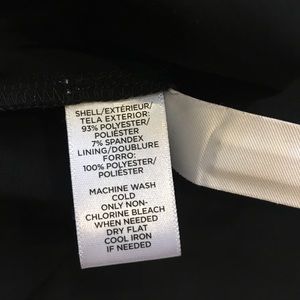 SHELL/EXTÉRIEUR/
TELA EXTERIOR:
93% POLYESTER/
POLIÉSTER
7% SPANDEX
LINING/DOUBLURE
FORRO:
100% POLYESTER/
POLIÉSTER
MACHINE WASH
COLD
ONLY NON-
CHLORINE BLEACH
WHEN NEEDED
DRY FLAT
COOL IRON
IF NEEDED